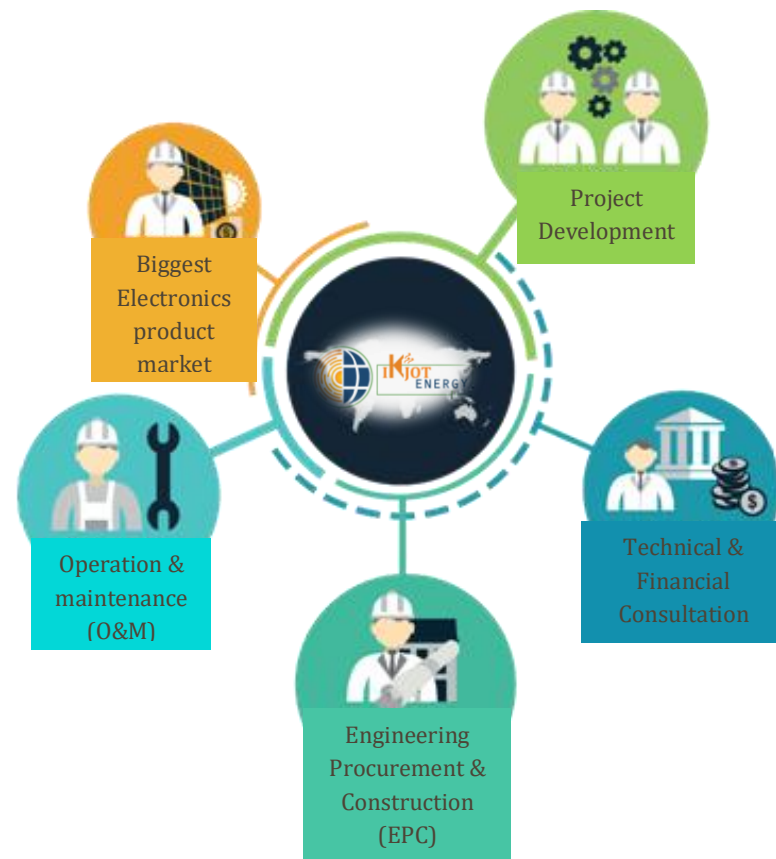 Project
Development
Biggest
Electronics
product
market
iKJOT
ENERGY
Technical &
Financial
Consultation
Operation &
maintenance
(O&M)
Engineering
Procurement &
Construction
(EPC)